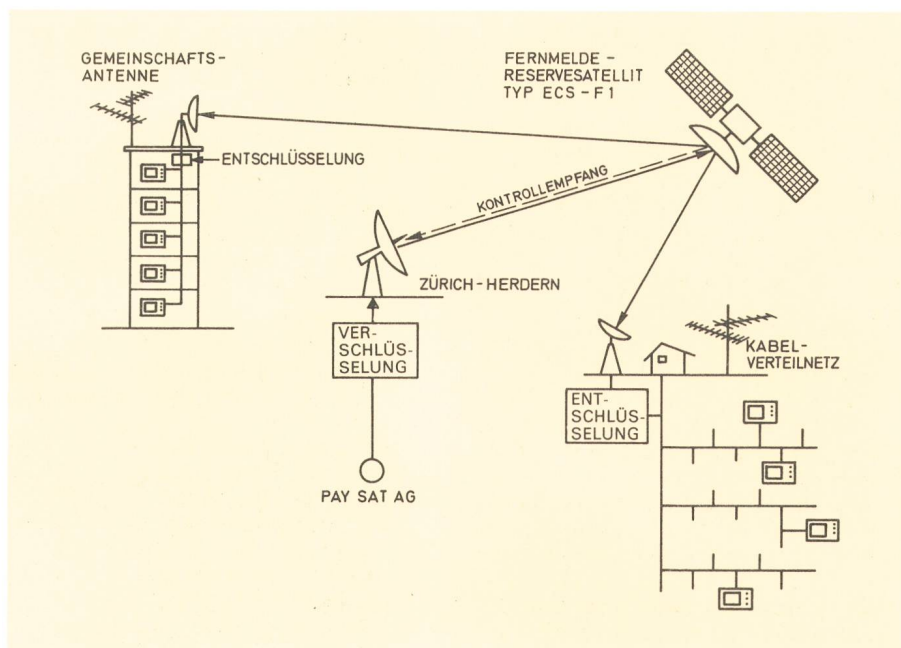 GEMEINSCHAFTS-
ANTENNE
FERNMELDE-
RESERVESATELLIT
TYP ECS-F1
ENTSCHLÜSSELUNG
KONTROLLEMPFANG
ZÜRICH-HERDERN
VER-
SCHLÜS-
SELUNG
KABEL-
VERTEILNETZ
ENT-
SCHLÜS-
SELUNG
PAY SAT AG